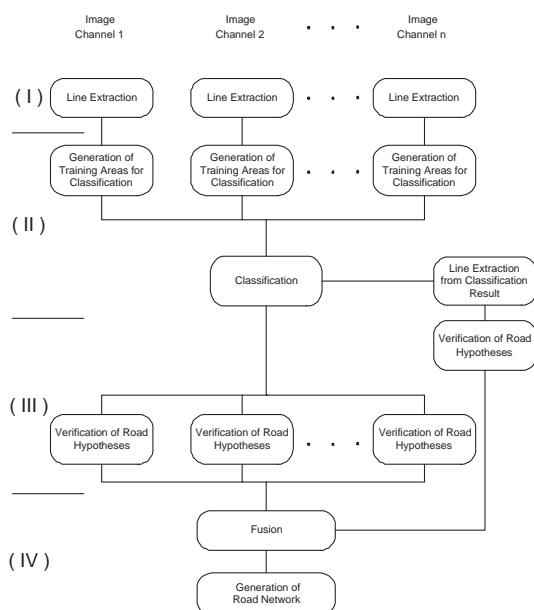 Image
Channel 1
Image
Channel 2
Image
Channel n
( I )
Line Extraction
Line Extraction
Line Extraction
Generation of
Training Areas for
Classification
Generation of
Training Areas for
Classification
Generation of
Training Areas for
Classification
( II )
Classification
Line Extraction
from Classification
Result
Verification of Road
Hypotheses
( III )
Verification of Road
Hypotheses
Verification of Road
Hypotheses
Verification of Road
Hypotheses
Fusion
( IV )
Generation of
Road Network